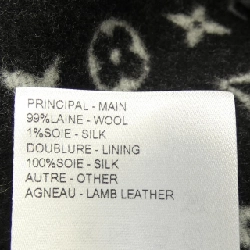 PRINCIPAL - MAIN
99%LAINE - WOOL
1%SOIE - SILK
DOUBLURE - LINING
100%SOIE - SILK
AUTRE - OTHER
AGNEAU - LAMB LEATHER